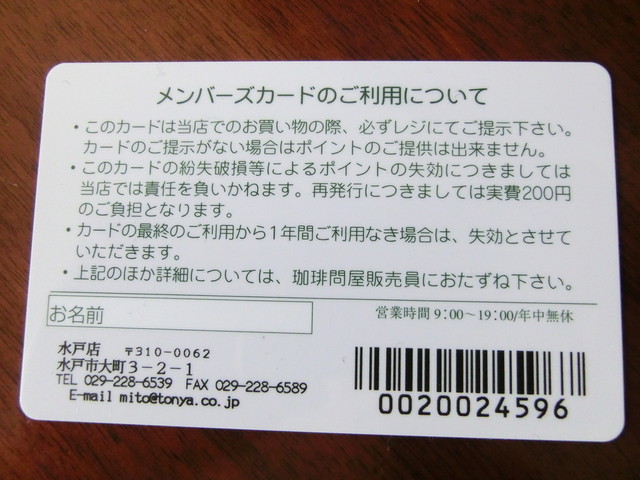 メンバーズカードのご利用について
・このカードは当店でのお買い物の際、必ずレジにてご提示下さい。
カードのご提示がない場合はポイントのご提供は出来ません。
・このカードの紛失破損等によるポイントの失効につきましては
当店では責任を負いかねます。再発行につきましては実費200円
のご負担となります。
・カードの最終のご利用から1年間ご利用なき場合は、失効とさせて
いただきます。
・上記のほか詳細については、珈琲問屋販売員におたずね下さい。
お名前
営業時間 9:00~19:00/年中無休
水戸店 〒310-0062
水戸市大町3-2-1
TEL 029-228-6539 FAX 029-228-6589
E-mail mito@tonya.co.jp
0020024596